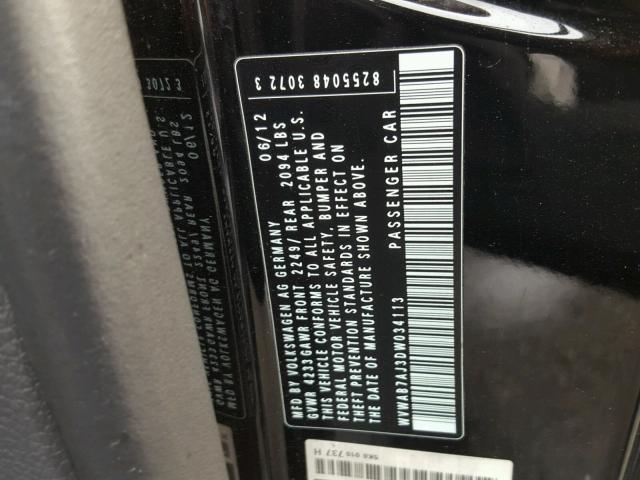 8255048 3072 3
06/12
MFD BY VOLKSWAGEN AG GERMANY
GVWR 4233GAWR FRONT 2249/ REAR 2094 LBS
THIS VEHICLE CONFORMS TO ALL APPLICABLE U.S.
FEDERAL MOTOR VEHICLE SAFETY, BUMPER AND
THEFT PREVENTION STANDARDS IN EFFECT ON
THE DATE OF MANUFACTURE SHOWN ABOVE.
PASSENGER CAR
WVWAB7AJ3DW034113
737 H